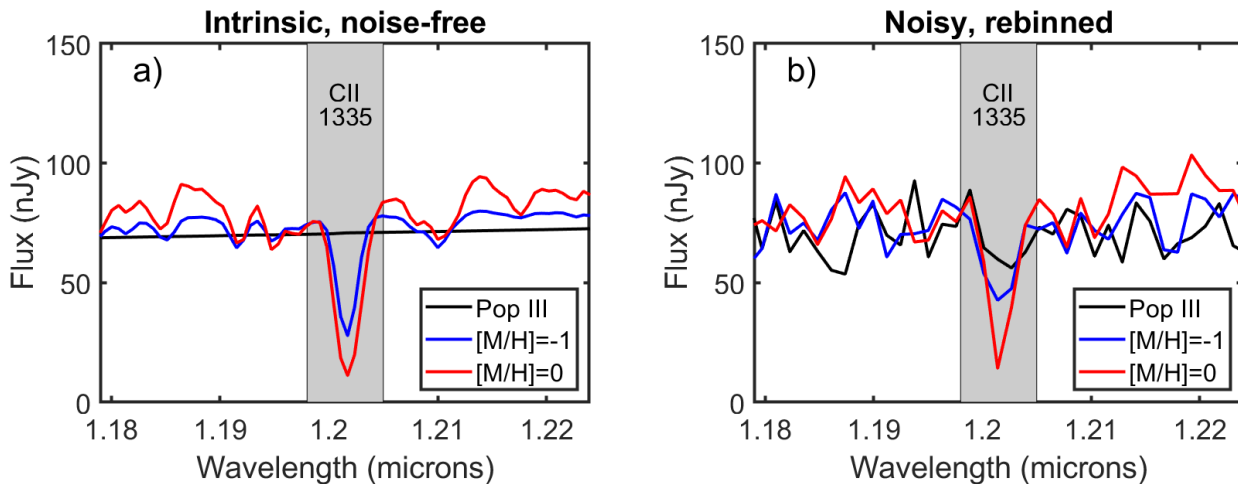 Intrinsic, noise-free
a)
CII
1335
150
100
50
0
Flux (nJy)
Pop III
[M/H]=-1
[M/H]=0
1.18
1.19
1.2
1.21
1.22
Wavelength (microns)
Noisy, rebinned
b)
CII
1335
150
100
50
0
Flux (nJy)
Pop III
[M/H]=-1
[M/H]=0
1.18
1.19
1.2
1.21
1.22
Wavelength (microns)